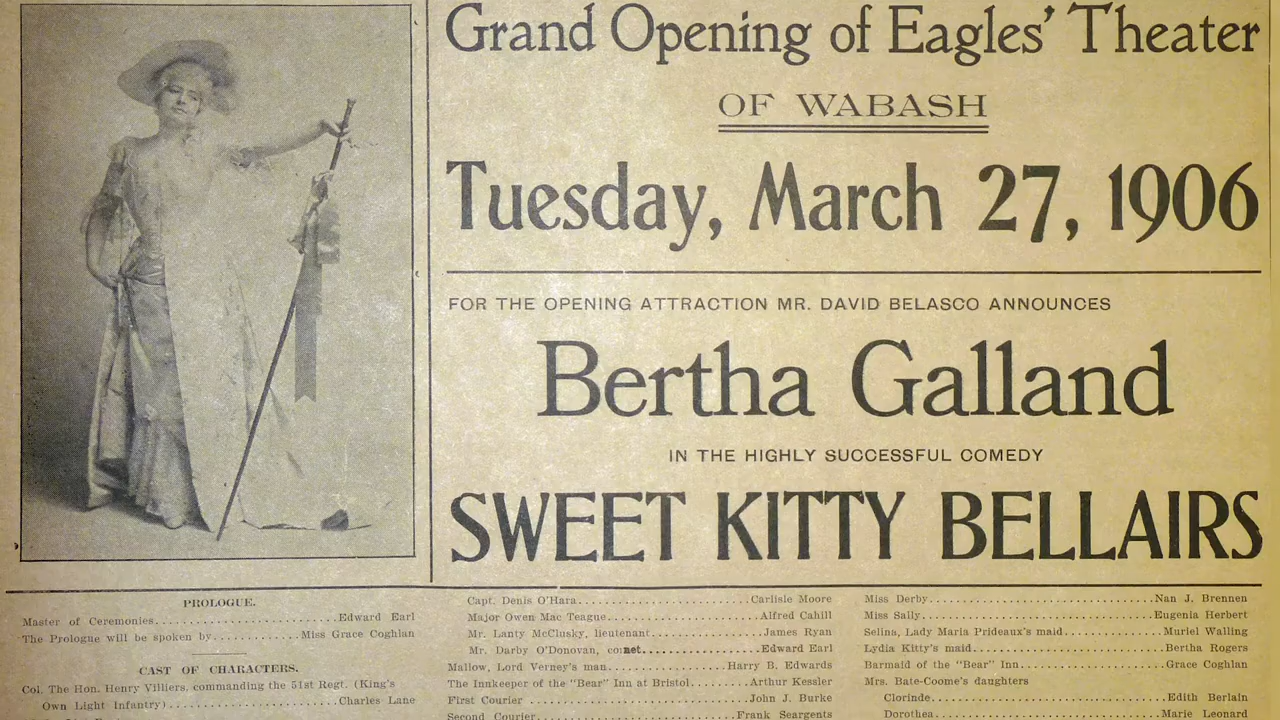 Grand Opening of Eagles' Theater
OF WABASH
Tuesday, March 27, 1906
FOR THE OPENING ATTRACTION MR. DAVID BELASCO ANNOUNCES
Bertha Galland
IN THE HIGHLY SUCCESSFUL COMEDY
SWEET KITTY BELLAIRS
PROLOGUE.
Master of Ceremonies....................................Edward Earl
The Prologue will be spoken by.................Miss Grace Coghlan
CAST OF CHARACTERS.
Col. The Hon. Henry Villiers, commanding the 51st Regt. (King's
Own Light Infantry)..................................Charles Lane
Capt. Denis O'Hara..................................Carlisle Moore
Major Owen Mac Teague..............................Alfred Cahill
Mr. Lanty McClusky, lieutenant......................James Ryan
Mr. Darby O'Donovan, cornet.......................Edward Earl
Mallow, Lord Verney's man......................Harry B. Edwards
The Innkeeper of the "Bear" Inn at Bristol..........Arthur Kessler
First Courier........................................John J. Burke
Second Courier....................................Frank Seargents
Miss Derby..........................................Nan J. Brennen
Miss Sally.........................................Eugenia Herbert
Selina, Lady Maria Prideaux's maid.................Muriel Walling
Lydia Kitty's maid..................................Bertha Rogers
Barmaid of the "Bear" Inn..........................Grace Coghlan
Mrs. Bate-Coome's daughters
Clorinde...........................................Edith Berlain
Dorothea..........................................Marie Leonard